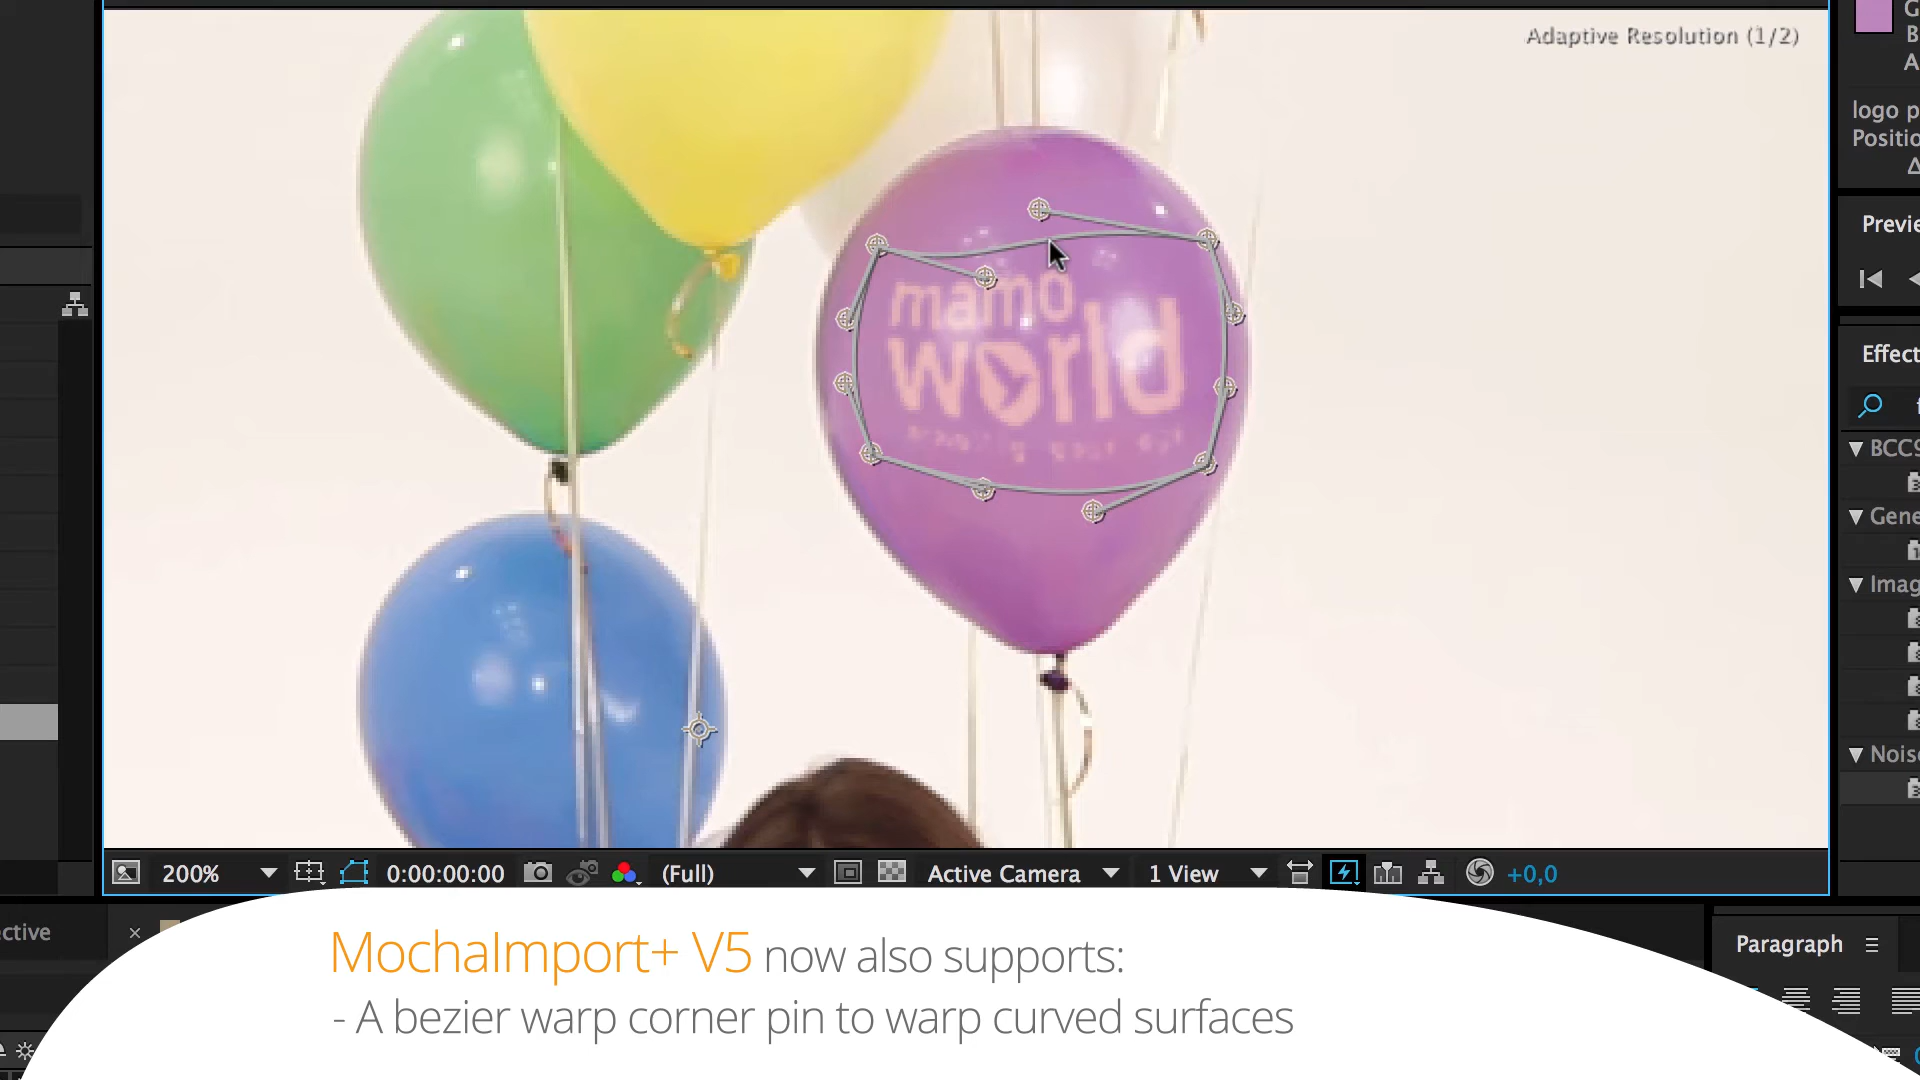 Adaptive Resolution (1/2)
logo p
Positio
Previe
mamo
world
Effect
BCCS
Gene
Imag
Noise
200%
0:00:00:00
(Full)
Active Camera
1 View
+0,0
ctive
Paragraph
MochaImport+ V5 now also supports:
- A bezier warp corner pin to warp curved surfaces